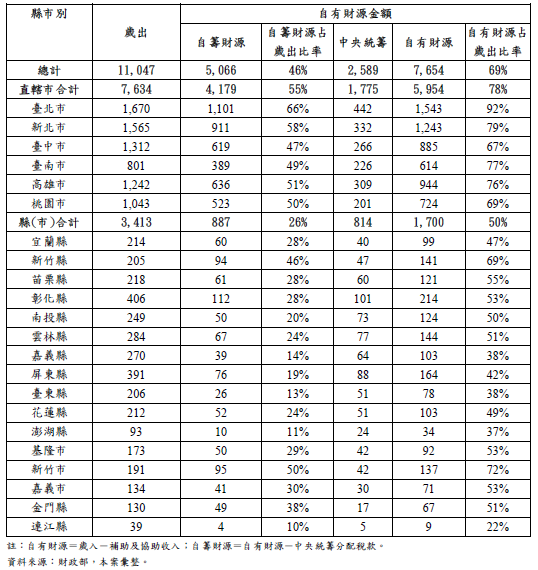 縣市別 歲出 自有財源金額
自籌財源 自籌財源占歲出比率 中央統籌 自有財源 自有財源占歲出比率
總計 11,047 5,066 46% 2,589 7,654 69%
直轄市合計 7,634 4,179 55% 1,775 5,954 78%
臺北市 1,670 1,101 66% 442 1,543 92%
新北市 1,565 911 58% 332 1,243 79%
臺中市 1,312 619 47% 266 885 67%
臺南市 801 389 49% 226 614 77%
高雄市 1,242 636 51% 309 944 76%
桃園市 1,043 523 50% 201 724 69%
縣(市)合計 3,413 887 26% 814 1,700 50%
宜蘭縣 214 60 28% 40 99 47%
新竹縣 205 94 46% 47 141 69%
苗栗縣 218 61 28% 60 121 55%
彰化縣 406 112 28% 101 214 53%
南投縣 249 50 20% 73 124 50%
雲林縣 284 67 24% 77 144 51%
嘉義縣 270 39 14% 64 103 38%
屏東縣 391 76 19% 88 164 42%
臺東縣 206 26 13% 51 78 38%
花蓮縣 212 52 24% 51 103 49%
澎湖縣 93 10 11% 24 34 37%
基隆市 173 50 29% 42 92 53%
新竹市 191 95 50% 42 137 72%
嘉義市 134 41 30% 30 71 53%
金門縣 130 49 38% 17 67 51%
連江縣 39 4 10% 5 9 22%
註：自有財源＝歲入－補助及協助收入；自籌財源＝自有財源－中央統籌分配稅款。
資料來源：財政部，本案彙整。